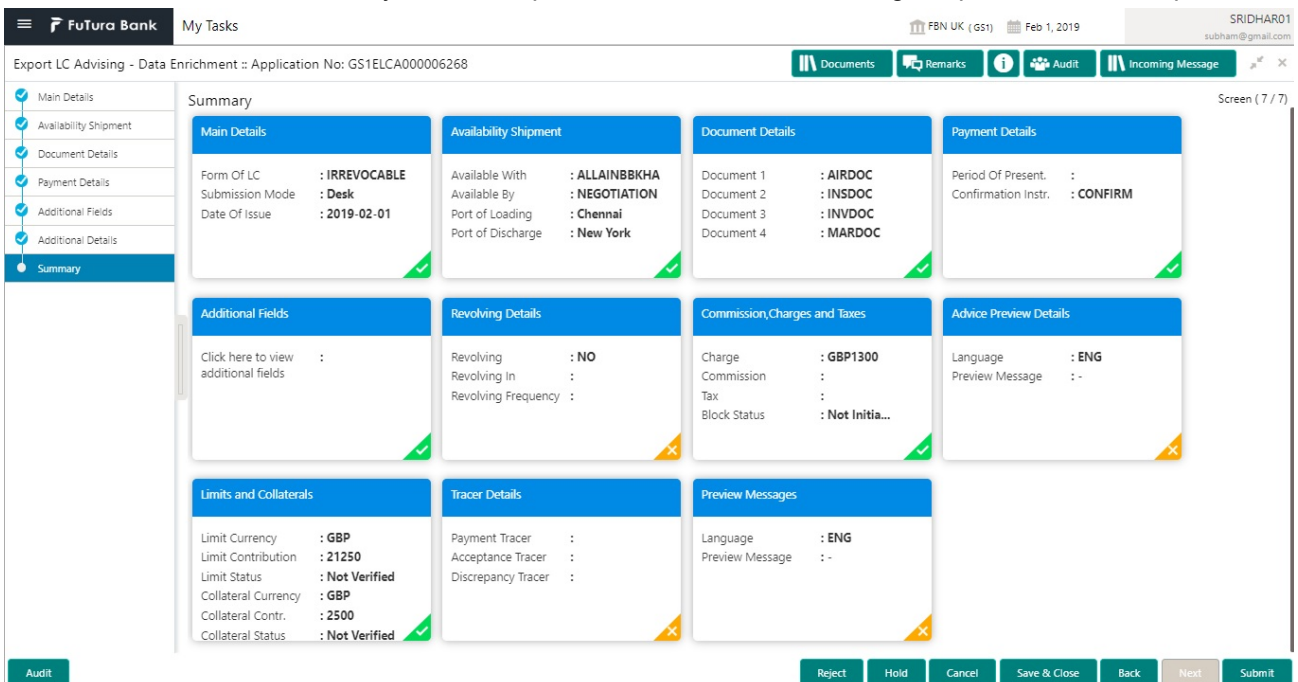 FuTura Bank
My Tasks
FBN UK ( GS1)
Feb 1, 2019
SRIDHAR01
subham@gmail.com
Export LC Advising - Data Enrichment :: Application No: GS1ELCA000006268
Documents
Remarks
Audit
Incoming Message
Main Details
Availability Shipment
Document Details
Payment Details
Additional Fields
Additional Details
Summary
Summary
Screen ( 7 / 7)
Main Details
Form Of LC : IRREVOCABLE
Submission Mode : Desk
Date Of Issue : 2019-02-01
Availability Shipment
Available With : ALLAINBBKHA
Available By : NEGOTIATION
Port of Loading : Chennai
Port of Discharge : New York
Document Details
Document 1 : AIRDOC
Document 2 : INSDOC
Document 3 : INVDOC
Document 4 : MARDOC
Payment Details
Period Of Present. :
Confirmation Instr. : CONFIRM
Additional Fields
Click here to view :
additional fields
Revolving Details
Revolving : NO
Revolving In :
Revolving Frequency :
Commission,Charges and Taxes
Charge : GBP1300
Commission :
Tax :
Block Status : Not Initia...
Advice Preview Details
Language : ENG
Preview Message : -
Limits and Collaterals
Limit Currency : GBP
Limit Contribution : 21250
Limit Status : Not Verified
Collateral Currency : GBP
Collateral Contr. : 2500
Collateral Status : Not Verified
Tracer Details
Payment Tracer :
Acceptance Tracer :
Discrepancy Tracer :
Preview Messages
Language : ENG
Preview Message : -
Audit
Reject
Hold
Cancel
Save & Close
Back
Next
Submit